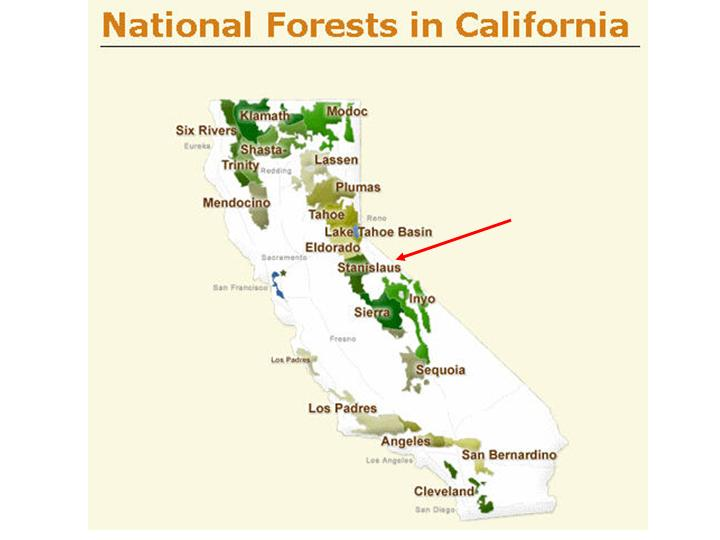 National Forests in California
Klamath
Modoc
Six Rivers
Eureka
Shasta-
Trinity
Redding
Lassen
Plumas
Mendocino
Tahoe
Reno
Lake Tahoe Basin
Eldorado
Sacramento
Stanislaus
San Francisco
Inyo
Sierra
Fresno
Los Padres
Sequoia
Los Padres
Angeles
San Bernardino
Los Angeles
Cleveland
San Diego